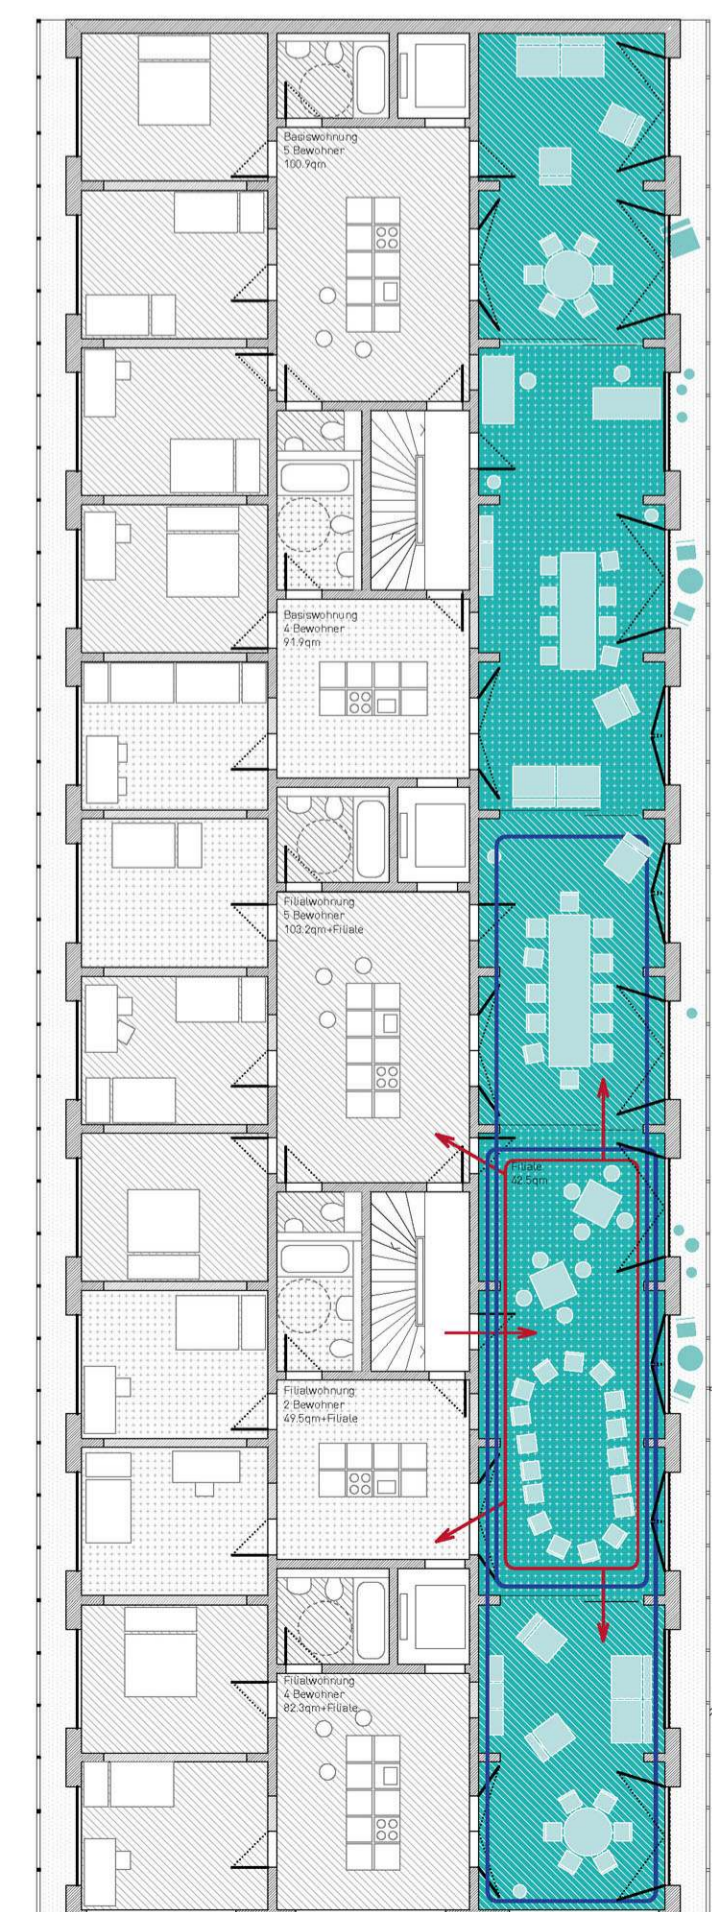 Basiswohnung
5 Bewohner
100.9qm
Basiswohnung
4 Bewohner
91.9qm
Filialwohnung
5 Bewohner
103.2qm+Filiale
Filiale
42.5qm
Filialwohnung
2 Bewohner
49.5qm+Filiale
Filialwohnung
4 Bewohner
82.3qm+Filiale